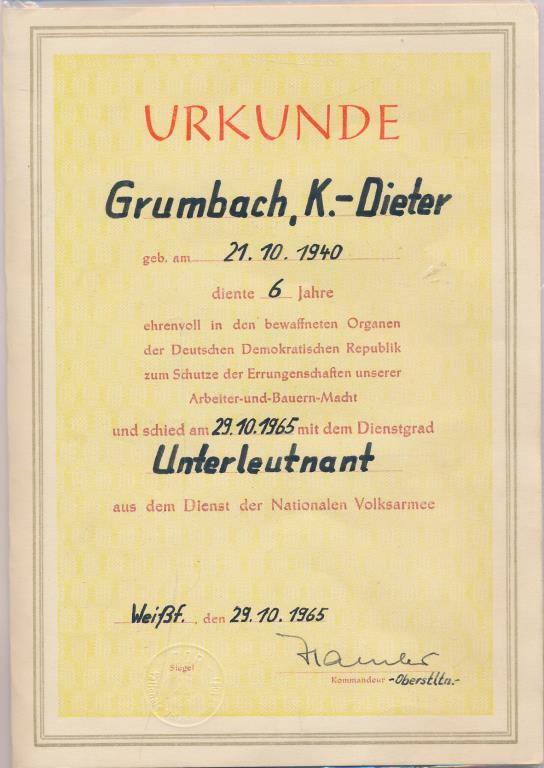 URKUNDE
Grumbach, K.-Dieter
geb. am 21. 10. 1940
diente 6 Jahre
ehrenvoll in den bewaffneten Organen
der Deutschen Demokratischen Republik
zum Schutze der Errungenschaften unserer
Arbeiter-und-Bauern-Macht
und schied am 29.10.1965 mit dem Dienstgrad
Unterleutnant
aus dem Dienst der Nationalen Volksarmee
Weißf., den 29.10.1965
Siegel
Kommandeur -Oberstltn.-